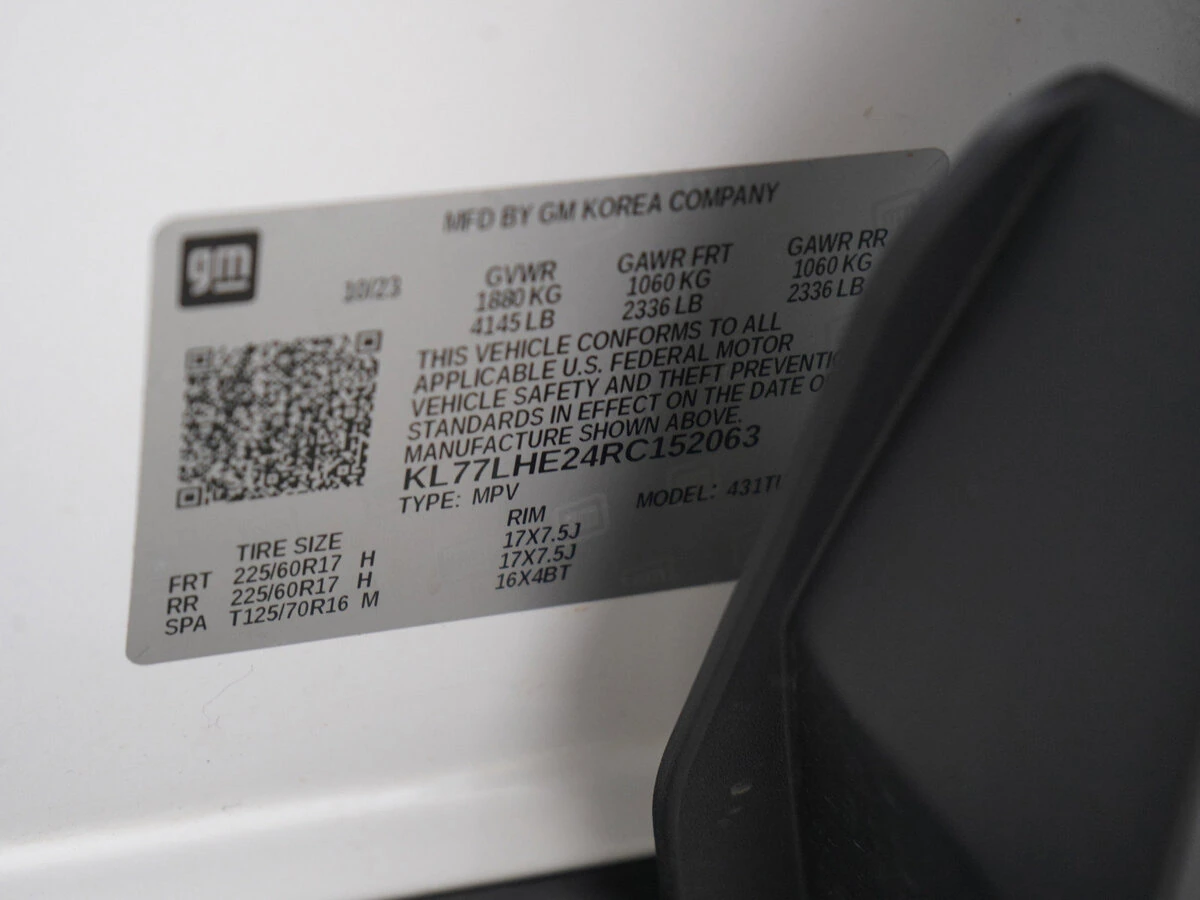 MFD BY GM KOREA COMPANY
gm
10/23
GVWR GAWR FRT GAWR RR
1880 KG 1060 KG 1060 KG
4145 LB 2336 LB 2336 LB
THIS VEHICLE CONFORMS TO ALL
APPLICABLE U.S. FEDERAL MOTOR
VEHICLE SAFETY AND THEFT PREVENTI
STANDARDS IN EFFECT ON THE DATE O
MANUFACTURE SHOWN ABOVE.
KL77LHE24RC152063
TYPE: MPV MODEL: 431TU
TIRE SIZE RIM
FRT 225/60R17 H 17X7.5J
RR 225/60R17 H 17X7.5J
SPA T125/70R16 M 16X4BT